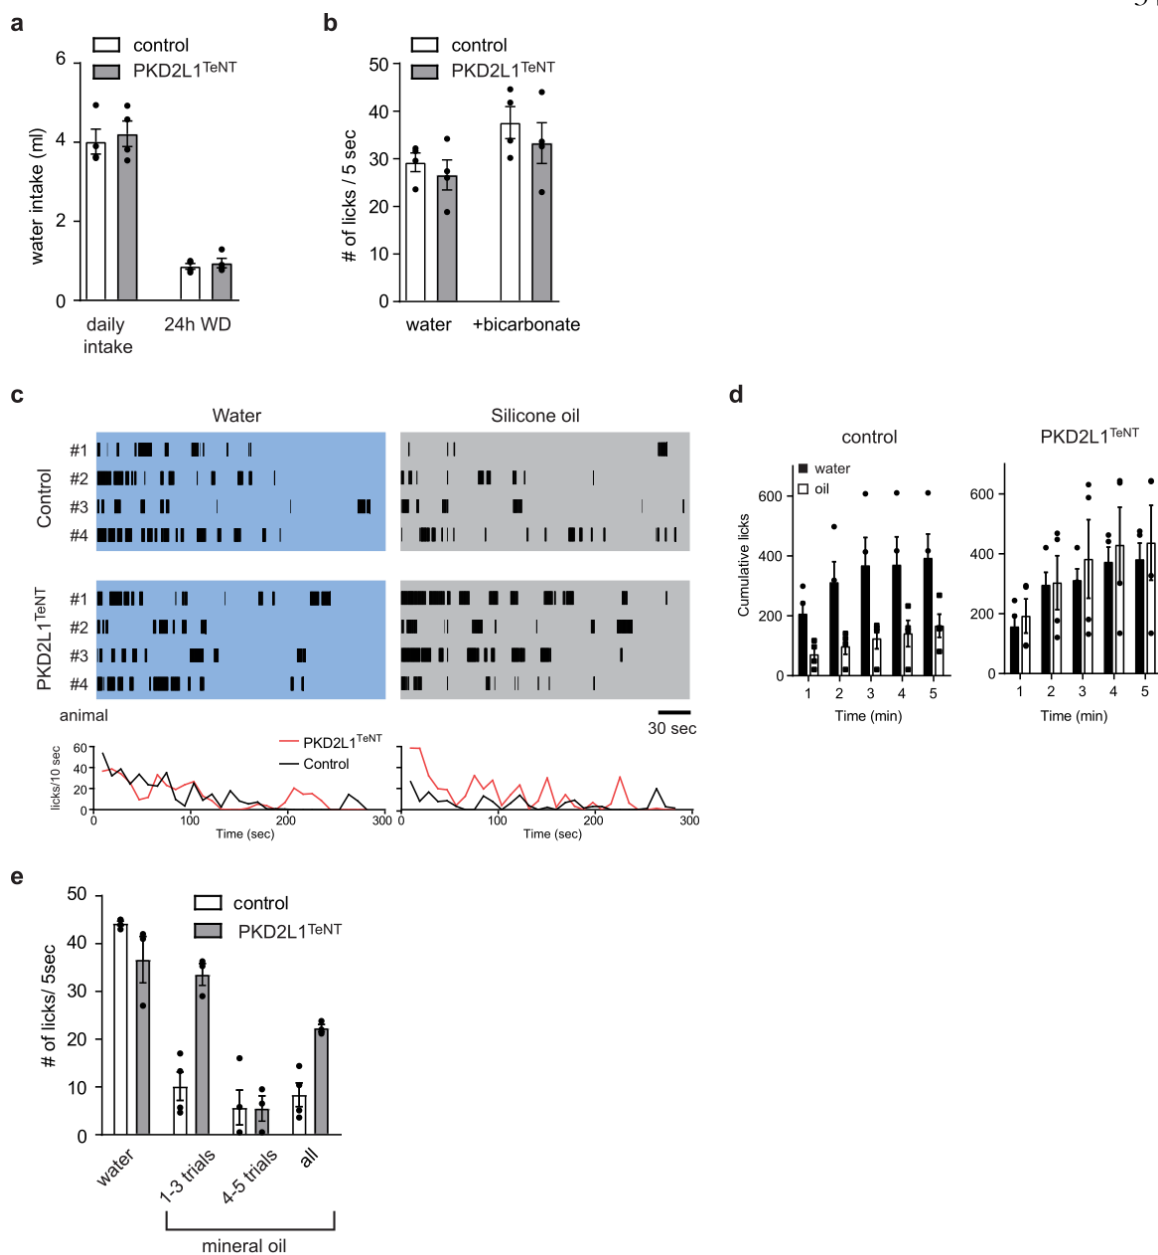 a
control
PKD2L1TeNT
water intake (ml)
6
4
2
0
daily intake
24h WD
b
control
PKD2L1TeNT
# of licks / 5 sec
50
40
30
20
10
0
water
+bicarbonate
c
Water
Silicone oil
Control
#1
#2
#3
#4
PKD2L1TeNT
#1
#2
#3
#4
animal
30 sec
licks/10 sec
60
40
20
0
PKD2L1TeNT
Control
0
100
200
300
Time (sec)
0
100
200
300
Time (sec)
d
control
water
oil
Cumulative licks
600
400
200
0
1 2 3 4 5
Time (min)
PKD2L1TeNT
600
400
200
0
1 2 3 4 5
Time (min)
e
control
PKD2L1TeNT
# of licks/ 5sec
50
40
30
20
10
0
water
1-3 trials
4-5 trials
all
mineral oil